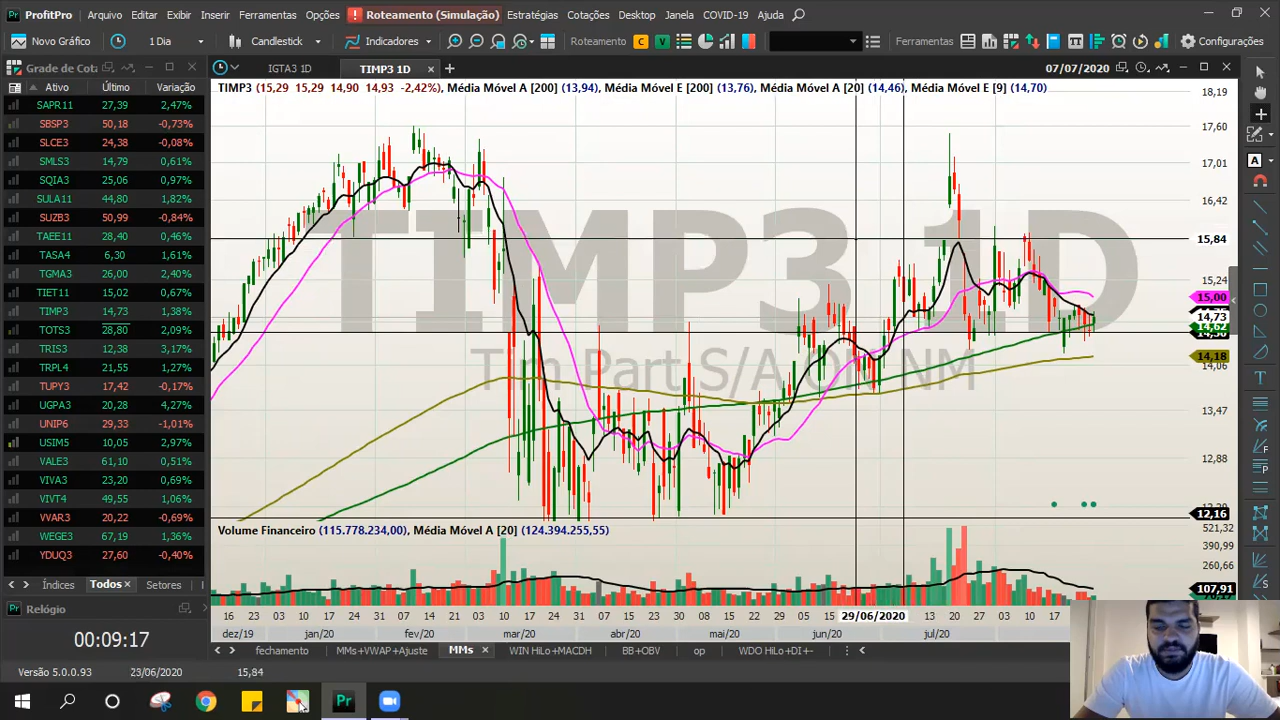 ProfitPro
Arquivos Exibir Inserir Ferramentas Opções ! Roteamento (Simulação) Estratégias Cotações Desktop Janela COVID-19 Ajuda
Novo Gráfico 1 Dia Candlestick Indicadores Roteamento C V Ferramentas Configurações
Grade de Cota
IGTA3 1D TIMP3 1D 07/07/2020
Ativo Último Variação
SAPR11 27,39 2,47%
SBSP3 50,18 -0,73%
SLCE3 24,38 -0,08%
SMLS3 14,79 0,61%
SQIA3 25,06 0,97%
SULA11 44,80 1,82%
SUZB3 50,99 -0,84%
TAEE11 28,40 0,46%
TASA4 6,30 1,61%
TGMA3 26,00 2,40%
TIET11 15,02 0,67%
TIMP3 14,73 1,38%
TOTS3 28,80 2,09%
TRIS3 12,38 3,17%
TRPL4 21,55 1,27%
TUPY3 17,42 -0,17%
UGPA3 20,28 4,27%
UNIP6 29,33 -1,01%
USIM5 10,05 2,97%
VALE3 61,10 0,51%
VIVA3 23,20 0,69%
VIVT4 49,55 1,06%
VVAR3 20,22 -0,69%
WEGE3 67,19 1,36%
YDUQ3 27,60 -0,40%
Índices Todos Setores
Relógio
00:09:17
Versão 5.0.0.93 23/06/2020 15,84
TIMP3 (15,29 15,29 14,90 14,93 -2,42%), Média Móvel A [200] (13,94), Média Móvel E [200] (13,76), Média Móvel A [20] (14,46), Média Móvel E [9] (14,70)
TIMP3 1D
Tim Part S/A ON NM
18,19
17,60
17,01
16,42
15,84
15,24
15,00
14,73
14,62
14,18
14,06
13,47
12,88
12,16
Volume Financeiro (115.778.234,00), Média Móvel A [20] (124.394.255,55)
521,32
390,99
260,66
107,91
16 23 03 10 17 24 31 07 14 21 03 10 17 24 31 08 15 23 30 08 15 22 29 05 15 29/06/2020 13 20 27 03 10 17
dez/19 jan/20 fev/20 mar/20 abr/20 mai/20 jun/20 jul/20
fechamento MMs+VWAP+Ajuste MMs WIN HiLo+MACDH BB+OBV op WDO HiLo+DI+-